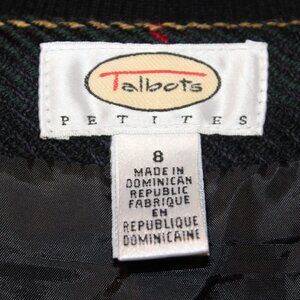 Talbots
PETITES
8
MADE IN
DOMINICAN
REPUBLIC
FABRIQUE
EN
REPUBLIQUE
DOMINICAINE